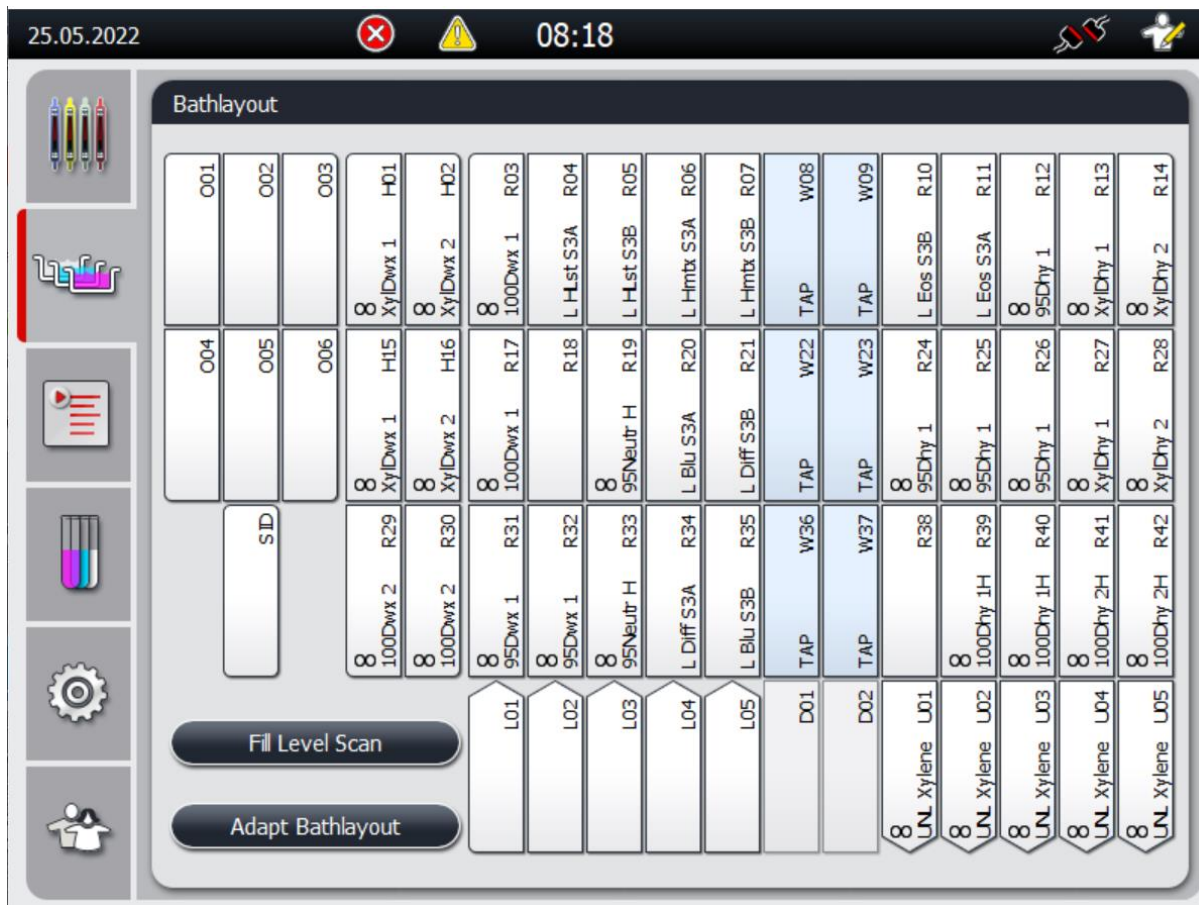 25.05.2022
08:18
Bathlayout
O01
O02
O03
H01 XylDwx 1
H02 XylDwx 2
R03 100Dwx 1
R04 L HLst S3A
R05 L HLst S3B
R06 L Hmtx S3A
R07 L Hmtx S3B
W08 TAP
W09 TAP
R10 L Eos S3B
R11 L Eos S3A
R12 95Dhy 1
R13 XylDhy 1
R14 XylDhy 2
O04
O05
O06
H15 XylDwx 1
H16 XylDwx 2
R17 100Dwx 1
R18
R19 95Neutr H
R20 L Blu S3A
R21 L Diff S3B
W22 TAP
W23 TAP
R24 95Dhy 1
R25 95Dhy 1
R26 95Dhy 1
R27 XylDhy 1
R28 XylDhy 2
SID
R29 100Dwx 2
R30 100Dwx 2
R31 95Dwx 1
R32 95Dwx 1
R33 95Neutr H
R34 L Diff S3A
R35 L Blu S3B
W36 TAP
W37 TAP
R38
R39 100Dhy 1H
R40 100Dhy 1H
R41 100Dhy 2H
R42 100Dhy 2H
L01
L02
L03
L04
L05
D01
D02
U01 UNL Xylene
U02 UNL Xylene
U03 UNL Xylene
U04 UNL Xylene
U05 UNL Xylene
Fill Level Scan
Adapt Bathlayout